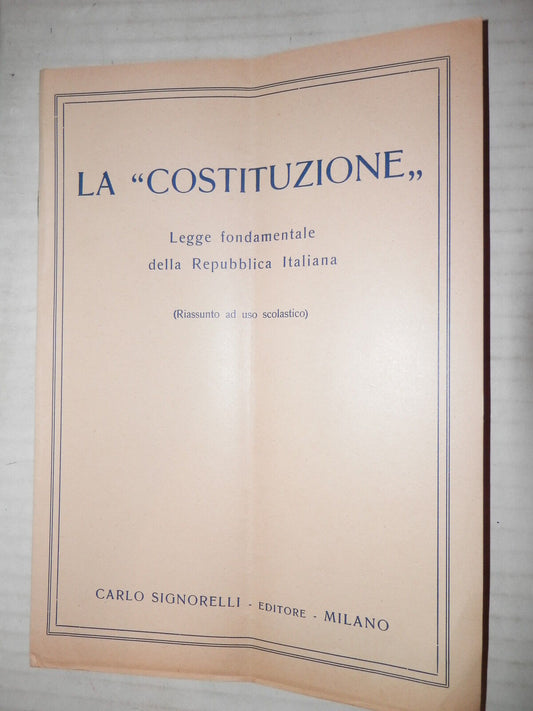 LA “COSTITUZIONE„
Legge fondamentale
della Repubblica Italiana
(Riassunto ad uso scolastico)
CARLO SIGNORELLI - EDITORE - MILANO